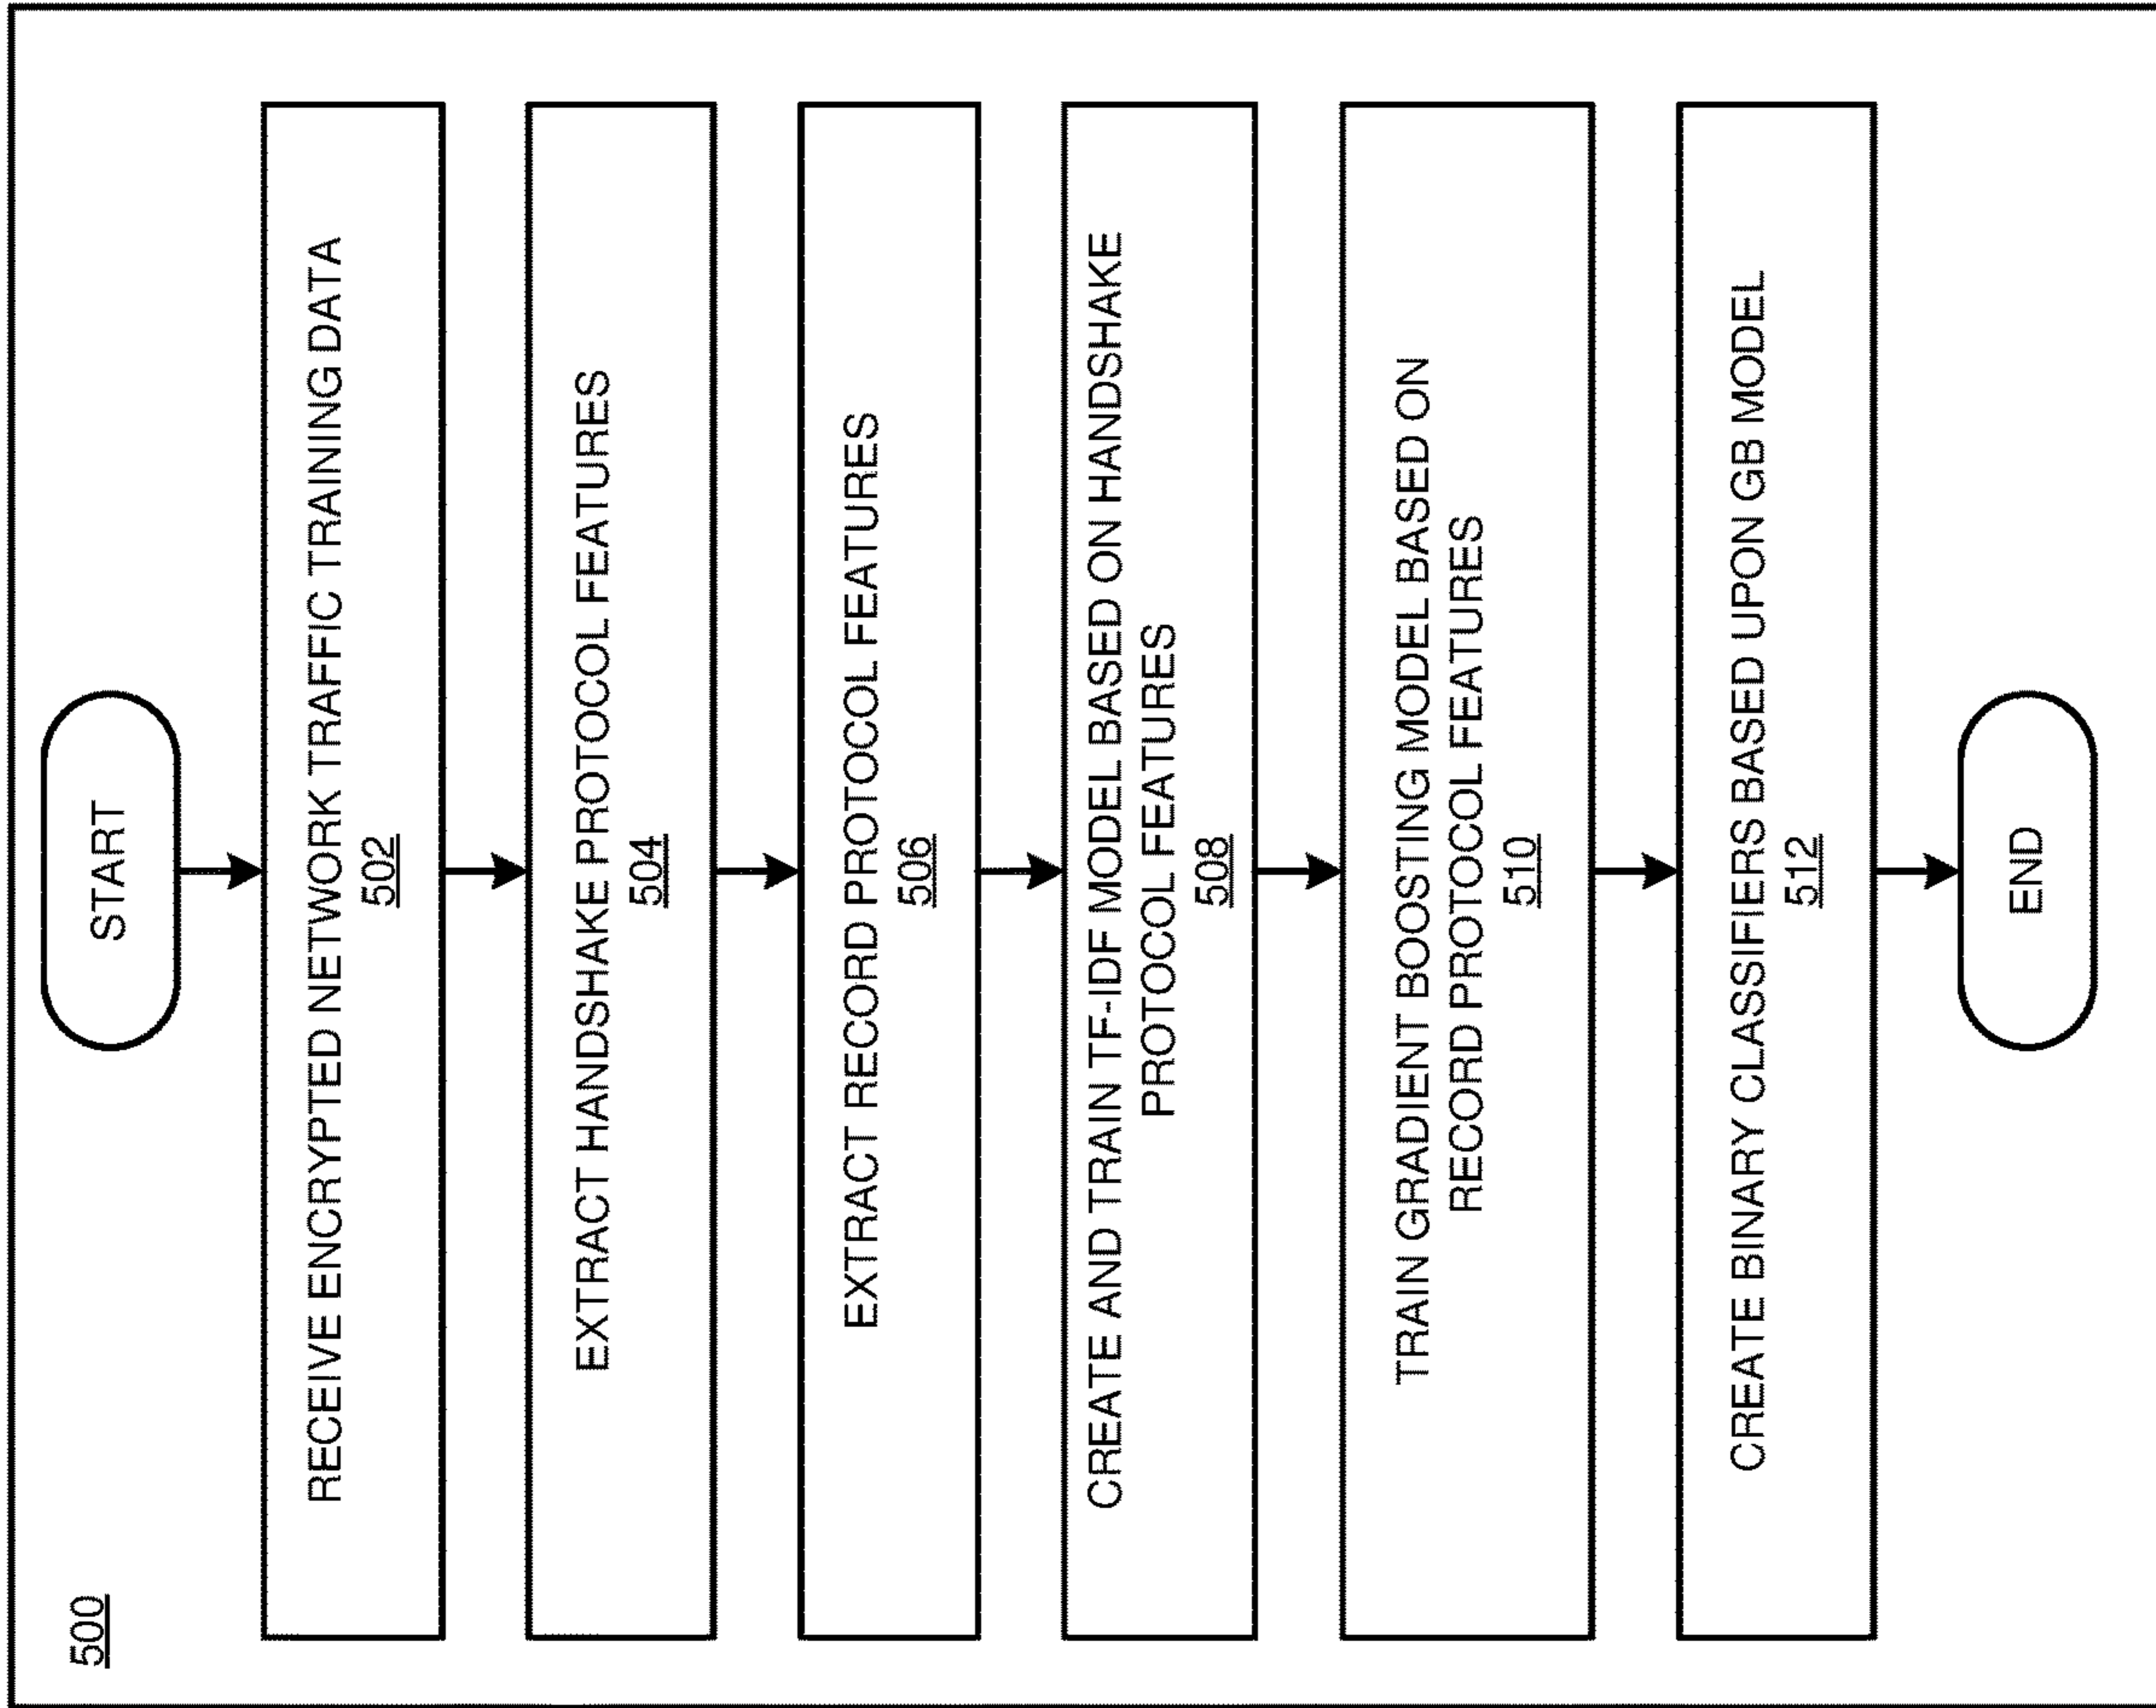 500
START
RECEIVE ENCRYPTED NETWORK TRAFFIC TRAINING DATA
502
EXTRACT HANDSHAKE PROTOCOL FEATURES
504
EXTRACT RECORD PROTOCOL FEATURES
506
CREATE AND TRAIN TF-IDF MODEL BASED ON HANDSHAKE
PROTOCOL FEATURES
508
TRAIN GRADIENT BOOSTING MODEL BASED ON
RECORD PROTOCOL FEATURES
510
CREATE BINARY CLASSIFIERS BASED UPON GB MODEL
512
END